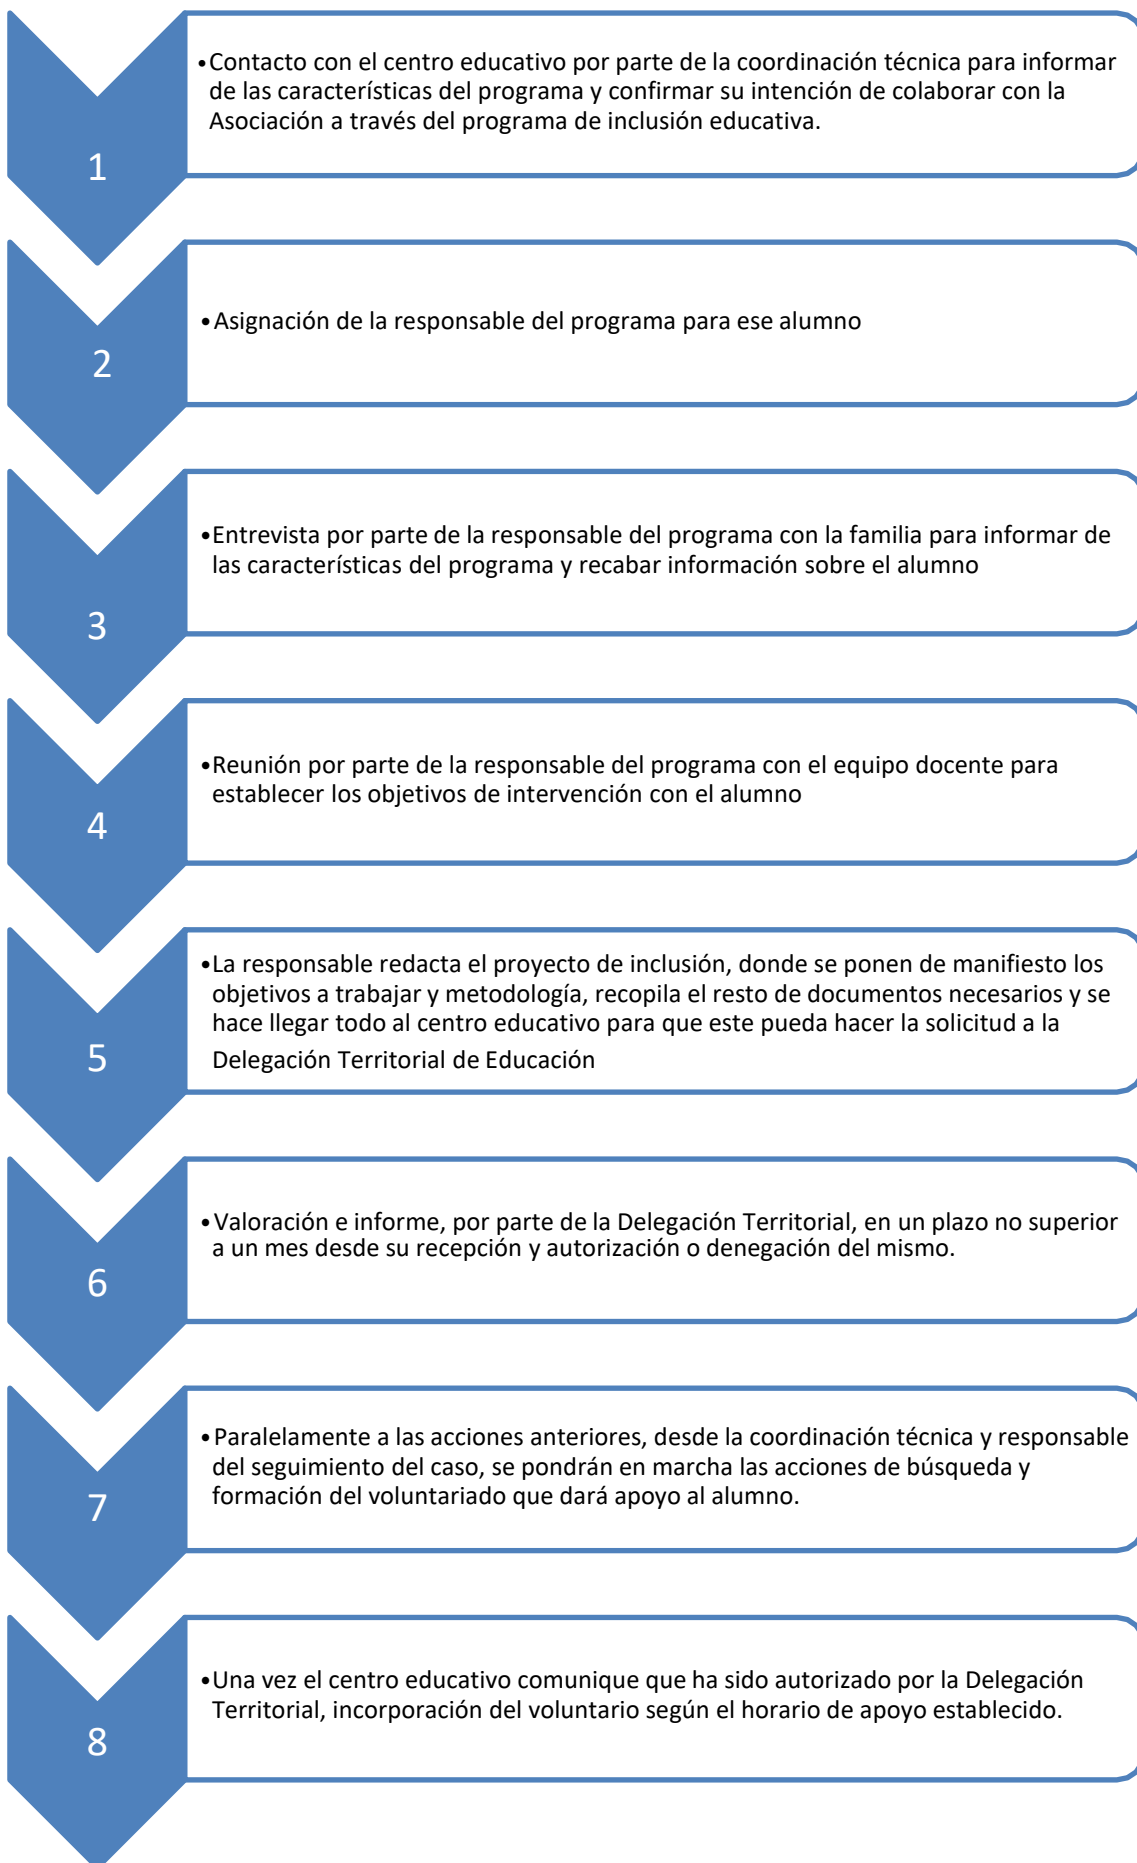 •Contacto con el centro educativo por parte de la coordinación técnica para informar
de las características del programa y confirmar su intención de colaborar con la
Asociación a través del programa de inclusión educativa.
1
•Asignación de la responsable del programa para ese alumno
2
•Entrevista por parte de la responsable del programa con la familia para informar de
las características del programa y recabar información sobre el alumno
3
•Reunión por parte de la responsable del programa con el equipo docente para
establecer los objetivos de intervención con el alumno
4
•La responsable redacta el proyecto de inclusión, donde se ponen de manifiesto los
objetivos a trabajar y metodología, recopila el resto de documentos necesarios y se
hace llegar todo al centro educativo para que este pueda hacer la solicitud a la
Delegación Territorial de Educación
5
•Valoración e informe, por parte de la Delegación Territorial, en un plazo no superior
a un mes desde su recepción y autorización o denegación del mismo.
6
•Paralelamente a las acciones anteriores, desde la coordinación técnica y responsable
del seguimiento del caso, se pondrán en marcha las acciones de búsqueda y
formación del voluntariado que dará apoyo al alumno.
7
•Una vez el centro educativo comunique que ha sido autorizado por la Delegación
Territorial, incorporación del voluntario según el horario de apoyo establecido.
8